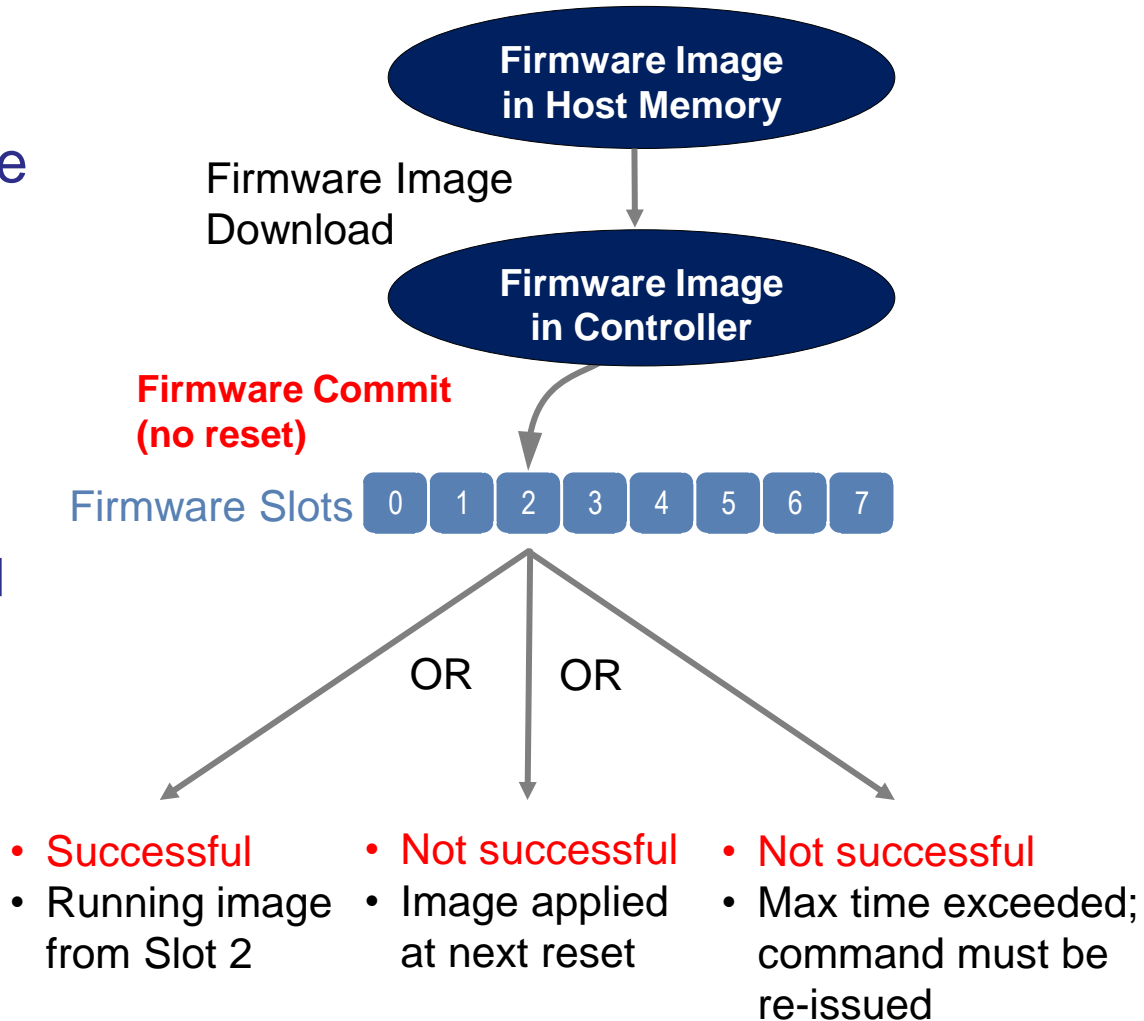 Firmware Image
in Host Memory
e
Firmware Image
Download
Firmware Image
in Controller
Firmware Commit
(no reset)
Firmware Slots 0 1 2 3 4 5 6 7
OR OR
• Successful
• Running image
from Slot 2
• Not successful
• Image applied
at next reset
• Not successful
• Max time exceeded;
command must be
re-issued